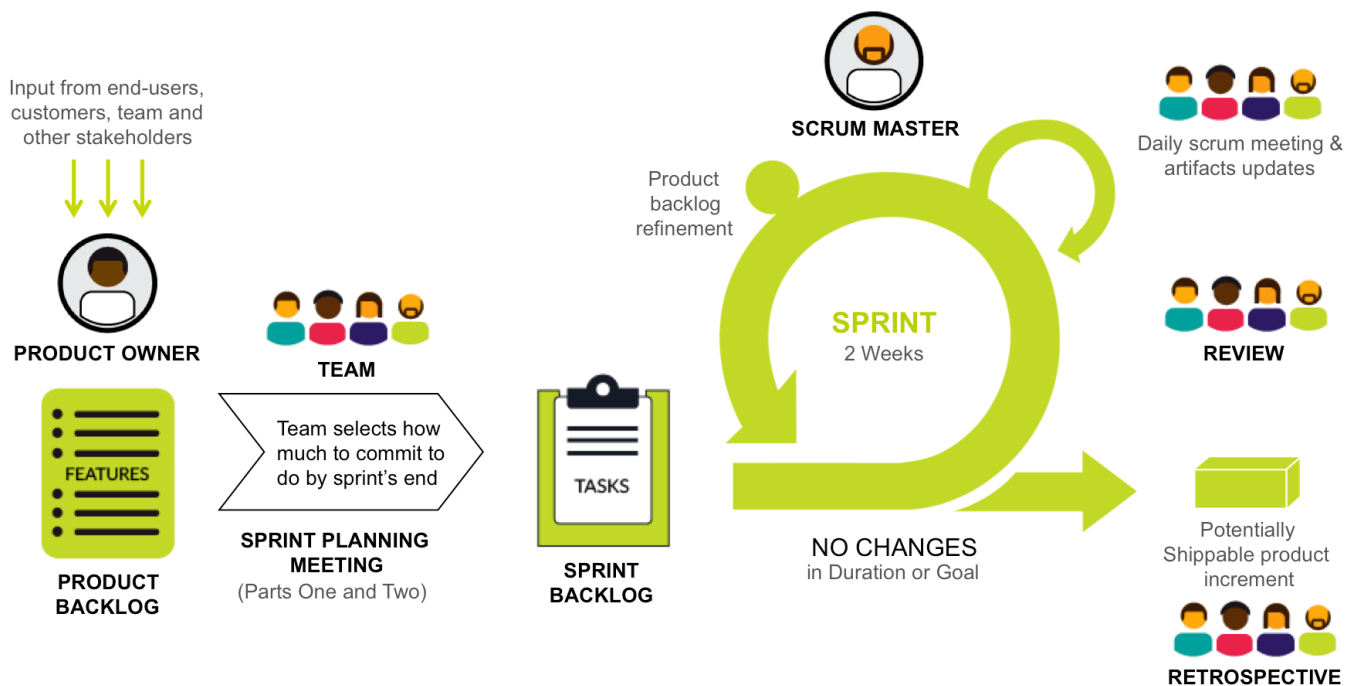 Input from end-users,
customers, team and
other stakeholders
PRODUCT OWNER
FEATURES
PRODUCT
BACKLOG
TEAM
Team selects how
much to commit to
do by sprint's end
SPRINT PLANNING
MEETING
(Parts One and Two)
TASKS
SPRINT
BACKLOG
SCRUM MASTER
Product
backlog
refinement
SPRINT
2 Weeks
NO CHANGES
in Duration or Goal
Daily scrum meeting &
artifacts updates
REVIEW
Potentially
Shippable product
increment
RETROSPECTIVE